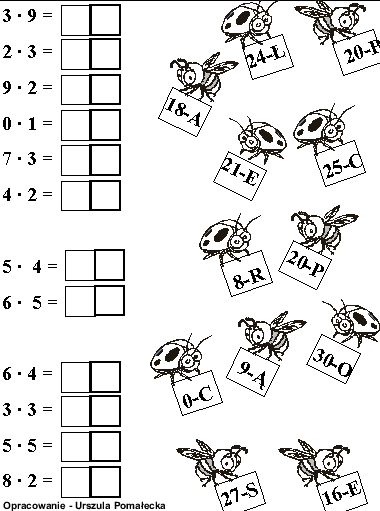 3 · 9 =
2 · 3 =
9 · 2 =
0 · 1 =
7 · 3 =
4 · 2 =
5 · 4 =
6 · 5 =
6 · 4 =
3 · 3 =
5 · 5 =
8 · 2 =
24-L
18-A
21-E
25-C
8-R
20-P
0-C
9-A
30-O
27-S
16-E
Opracowanie - Urszula Pomałecka